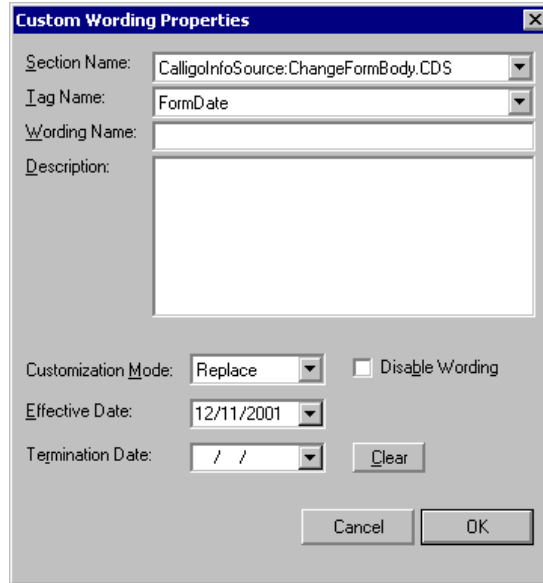 Custom Wording Properties
Section Name: CalligoInfoSource:ChangeFormBody.CDS
Tag Name: FormDate
Wording Name:
Description:
Customization Mode: Replace Disable Wording
Effective Date: 12/11/2001
Termination Date: / / Clear
Cancel OK